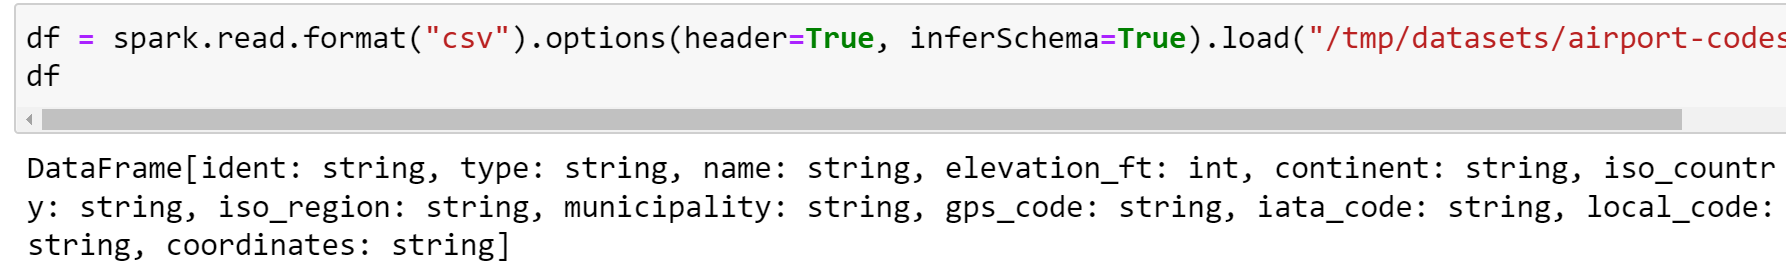 df = spark.read.format("csv").options(header=True, inferSchema=True).load("/tmp/datasets/airport-codes
df
DataFrame[ident: string, type: string, name: string, elevation_ft: int, continent: string, iso_countr
y: string, iso_region: string, municipality: string, gps_code: string, iata_code: string, local_code:
string, coordinates: string]